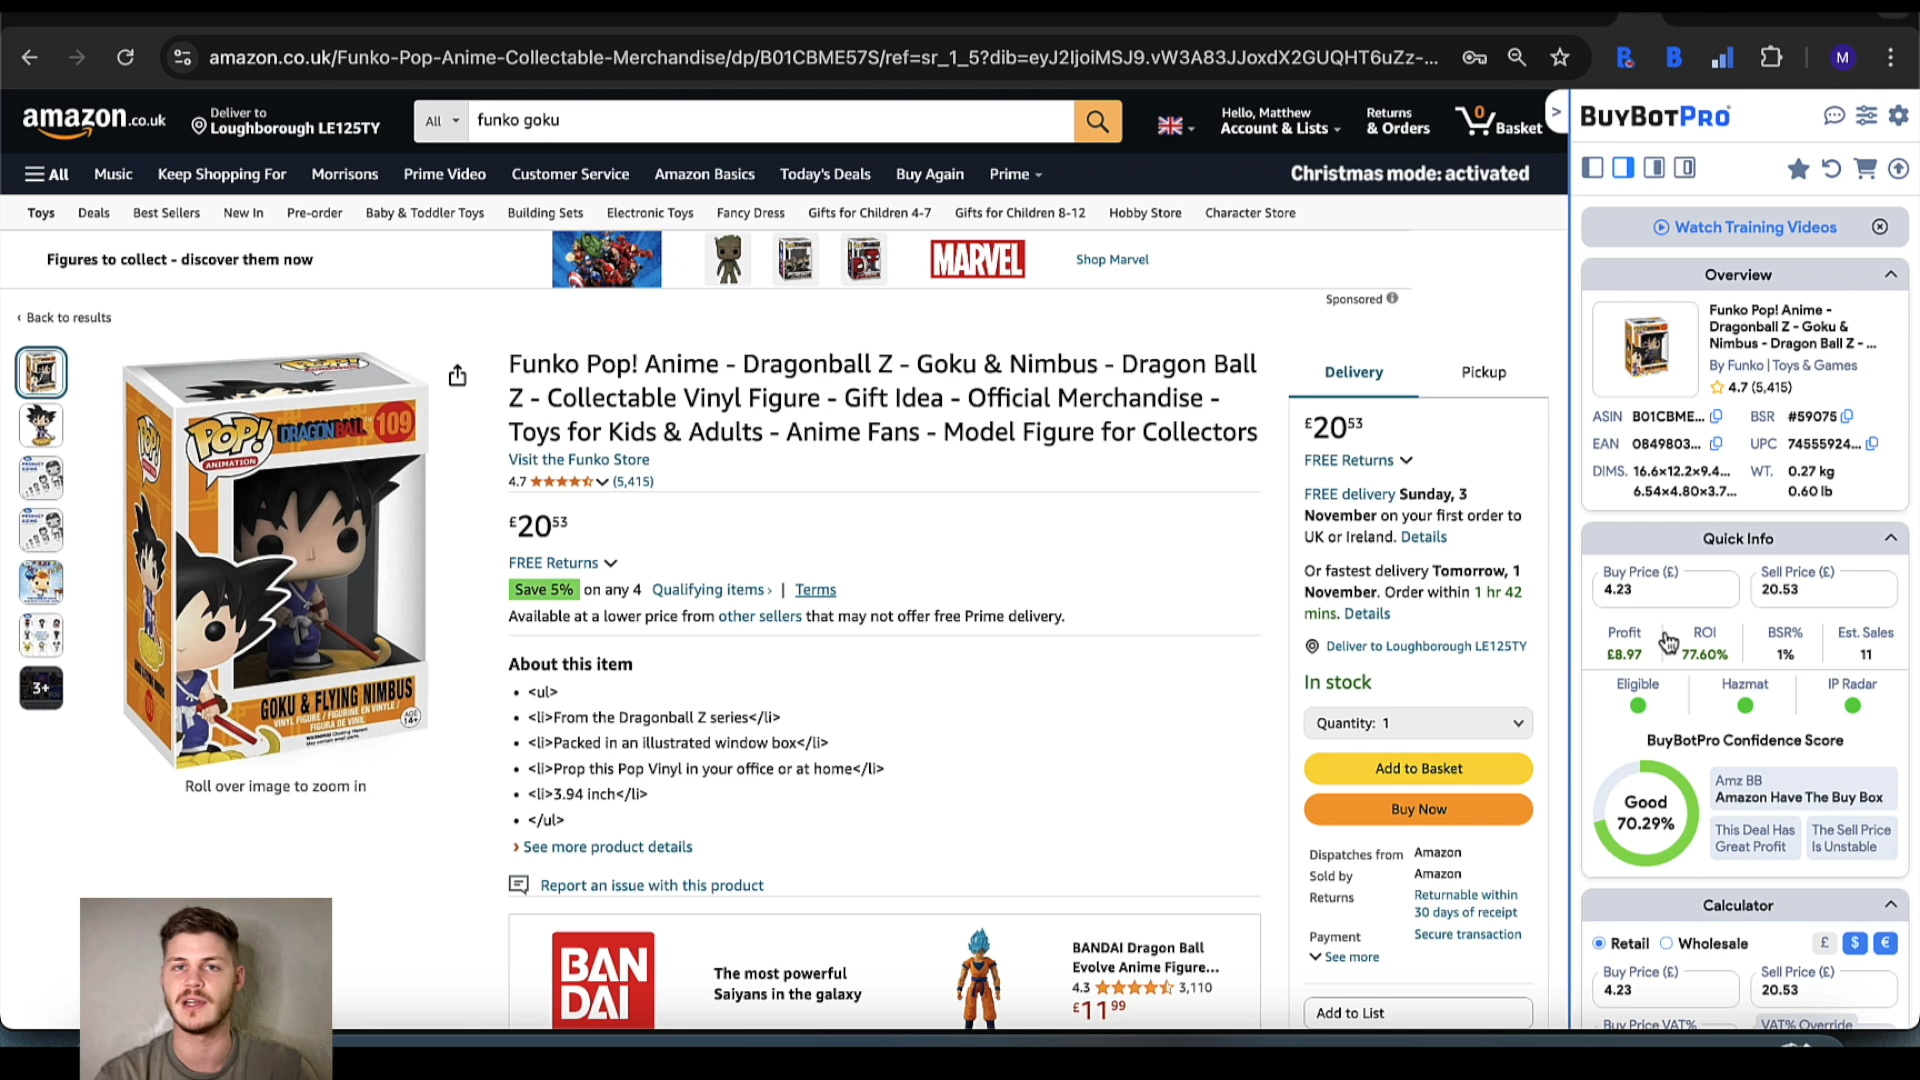 amazon.co.uk/Funko-Pop-Anime-Collectable-Merchandise/dp/B01CBME57S/ref=sr_1_5?dib=eyJ2IjoiMSJ9.vW3A83JJoxdX2GUQHT6uZz-...
M
amazon.co.uk
Deliver to
Loughborough LE125TY
All
funko goku
Hello, Matthew
Account & Lists
Returns
& Orders
0
Basket
All
Music
Keep Shopping For
Morrisons
Prime Video
Customer Service
Amazon Basics
Today's Deals
Buy Again
Prime
Christmas mode: activated
Toys
Deals
Best Sellers
New In
Pre-order
Baby & Toddler Toys
Building Sets
Electronic Toys
Fancy Dress
Gifts for Children 4-7
Gifts for Children 8-12
Hobby Store
Character Store
Figures to collect - discover them now
MARVEL
Shop Marvel
Sponsored
‹ Back to results
3+
POP!
ANIMATION
DRAGONBALL Z
109
GOKU & FLYING NIMBUS
VINYL FIGURE / FIGURINE EN VINYLE /
FIGURA DE VINIL
AGE
14+
Roll over image to zoom in
Funko Pop! Anime - Dragonball Z - Goku & Nimbus - Dragon Ball
Z - Collectable Vinyl Figure - Gift Idea - Official Merchandise -
Toys for Kids & Adults - Anime Fans - Model Figure for Collectors
Visit the Funko Store
4.7 (5,415)
£20 53
FREE Returns
Save 5% on any 4 Qualifying items › | Terms
Available at a lower price from other sellers that may not offer free Prime delivery.
About this item
• <ul>
• <li>From the Dragonball Z series</li>
• <li>Packed in an illustrated window box</li>
• <li>Prop this Pop Vinyl in your office or at home</li>
• <li>3.94 inch</li>
• </ul>
› See more product details
Report an issue with this product
BAN
DAI
The most powerful
Saiyans in the galaxy
BANDAI Dragon Ball
Evolve Anime Figure...
4.3 3,110
£11 99
Delivery
Pickup
£20 53
FREE Returns
FREE delivery Sunday, 3
November on your first order to
UK or Ireland. Details
Or fastest delivery Tomorrow, 1
November. Order within 1 hr 42
mins. Details
Deliver to Loughborough LE125TY
In stock
Quantity: 1
Add to Basket
Buy Now
Dispatches from Amazon
Sold by Amazon
Returns Returnable within
30 days of receipt
Payment Secure transaction
See more
Add to List
BUYBOTPRO
Watch Training Videos
Overview
Funko Pop! Anime -
Dragonball Z - Goku &
Nimbus - Dragon Ball Z - ...
By Funko | Toys & Games
4.7 (5,415)
ASIN B01CBME... BSR #59075
EAN 0849803... UPC 74555924...
DIMS. 16.6×12.2×9.4... WT. 0.27 kg
6.54×4.80×3.7... 0.60 lb
Quick Info
Buy Price (£)
4.23
Sell Price (£)
20.53
Profit ROI BSR% Est. Sales
£8.97 77.60% 1% 11
Eligible Hazmat IP Radar
BuyBotPro Confidence Score
Good
70.29%
Amz BB
Amazon Have The Buy Box
This Deal Has
Great Profit
The Sell Price
Is Unstable
Calculator
Retail Wholesale £ $ €
Buy Price (£)
4.23
Sell Price (£)
20.53
Buy Price VAT% VAT% Override